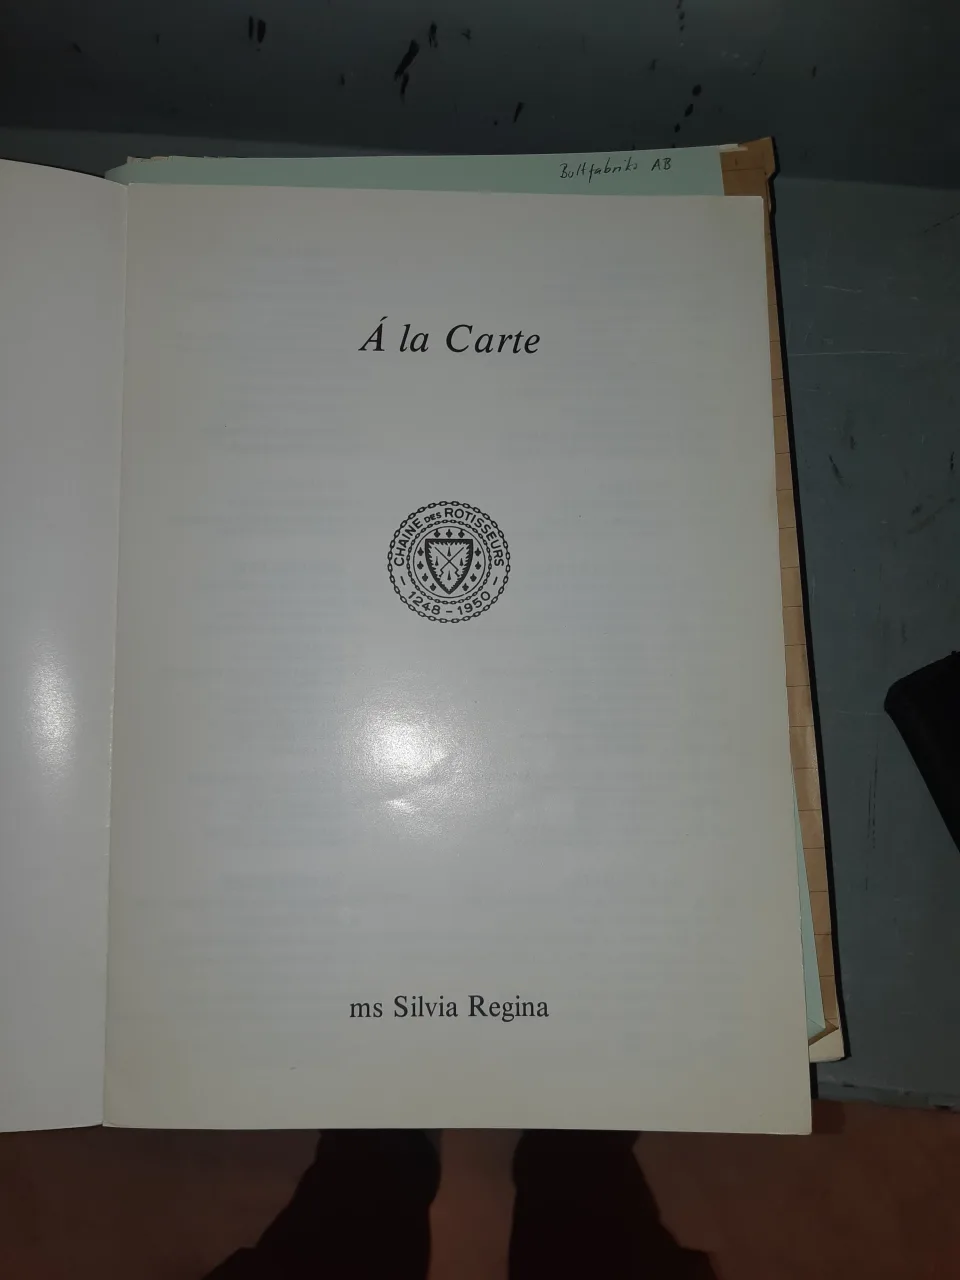 Bultfabriks AB
Á la Carte
CHAINE DES ROTISSEURS
1248 - 1950
ms Silvia Regina